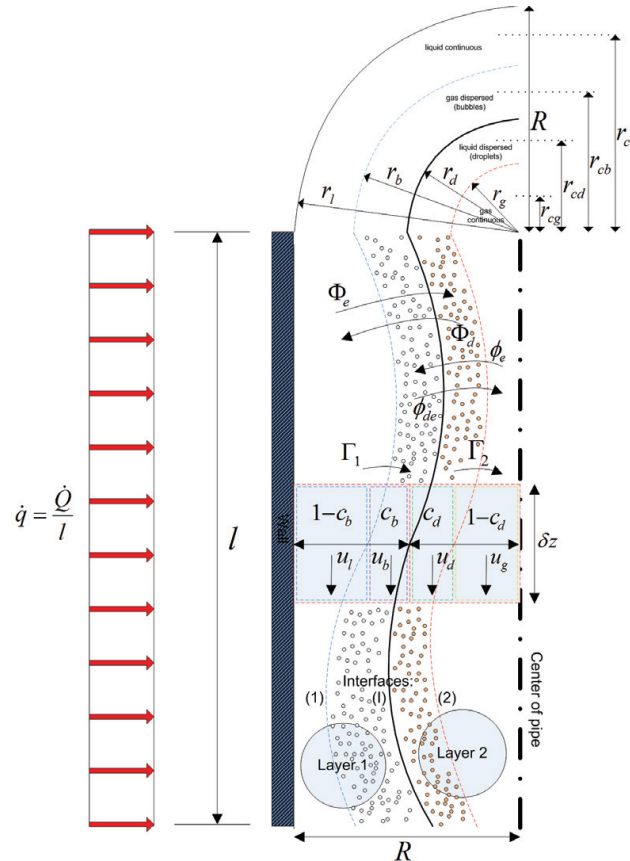 liquid continuous
gas dispersed
(bubbles)
liquid dispersed
(droplets)
gas
continuous
R
r_c
r_cb
r_cd
r_cg
r_l
r_b
r_d
r_g
Φ_e
Φ_d
ϕ_e
ϕ_de
Γ_1
Γ_2
q̇ = Q̇/l
l
Wall
1−c_b
c_b
c_d
1−c_d
u_l
u_b
u_d
u_g
δz
Interfaces:
(1)
(I)
(2)
Center of pipe
Layer 1
Layer 2
R